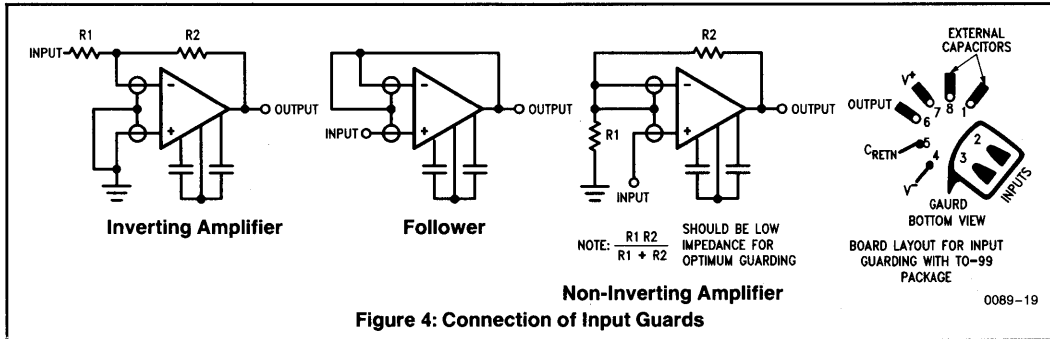 INPUT
R1
R2
-
+
OUTPUT
Inverting Amplifier
INPUT
-
+
OUTPUT
Follower
R2
R1
-
+
INPUT
OUTPUT
NOTE: R1 R2
R1 + R2
SHOULD BE LOW
IMPEDANCE FOR
OPTIMUM GUARDING
Non-Inverting Amplifier
EXTERNAL
CAPACITORS
V+
OUTPUT
7
8
1
6
5
4
2
3
CRETN
V-
INPUTS
GAURD
BOTTOM VIEW
BOARD LAYOUT FOR INPUT
GUARDING WITH TO-99
PACKAGE
0089-19
Figure 4: Connection of Input Guards